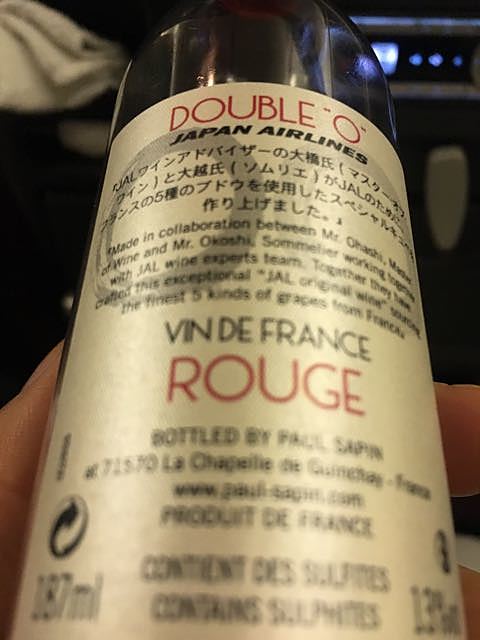 DOUBLE "O"
JAPAN AIRLINES
『JALワインアドバイザーの大橋氏(マスターオブ
ワイン)と大越氏(ソムリエ)がJALのために
フランスの5種のブドウを使用したスペシャルキュヴェ
作り上げました。』
"Made in collaboration between Mr. Ohashi, Master
of Wine and Mr. Okoshi, Sommelier working together
with JAL wine experts team. Together they have
crafted this exceptional "JAL original wine" sourcing
the finest 5 kinds of grapes from France"
VIN DE FRANCE
ROUGE
BOTTLED BY PAUL SAPIN
at 71570 La Chapelle de Guinchay - France
www.paul-sapin.com
PRODUIT DE FRANCE
CONTIENT DES SULFITES
187ml CONTAINS SULPHITES 13%